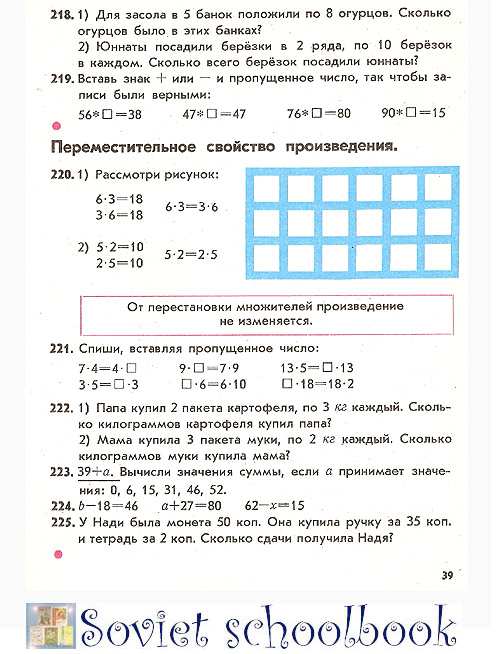 218. 1) Для засола в 5 банок положили по 8 огурцов. Сколько
огурцов было в этих банках?
2) Юннаты посадили берёзки в 2 ряда, по 10 берёзок
в каждом. Сколько всего берёзок посадили юннаты?
219. Вставь знак + или — и пропущенное число, так чтобы за-
писи были верными:
56*□=38 47*□=47 76*□=80 90*□=15
Переместительное свойство произведения.
220. 1) Рассмотри рисунок:
6·3=18
3·6=18
6·3=3·6
2) 5·2=10
2·5=10
5·2=2·5
От перестановки множителей произведение
не изменяется.
221. Спиши, вставляя пропущенное число:
7·4=4·□ 9·□=7·9 13·5=□·13
3·5=□·3 □·6=6·10 □·18=18·2
222. 1) Папа купил 2 пакета картофеля, по 3 кг каждый. Сколь-
ко килограммов картофеля купил папа?
2) Мама купила 3 пакета муки, по 2 кг каждый. Сколько
килограммов муки купила мама?
223. 39+a. Вычисли значения суммы, если a принимает значе-
ния: 0, 6, 15, 31, 46, 52.
224. b—18=46 a+27=80 62—x=15
225. У Нади была монета 50 коп. Она купила ручку за 35 коп.
и тетрадь за 2 коп. Сколько сдачи получила Надя?
39
Soviet schoolbook